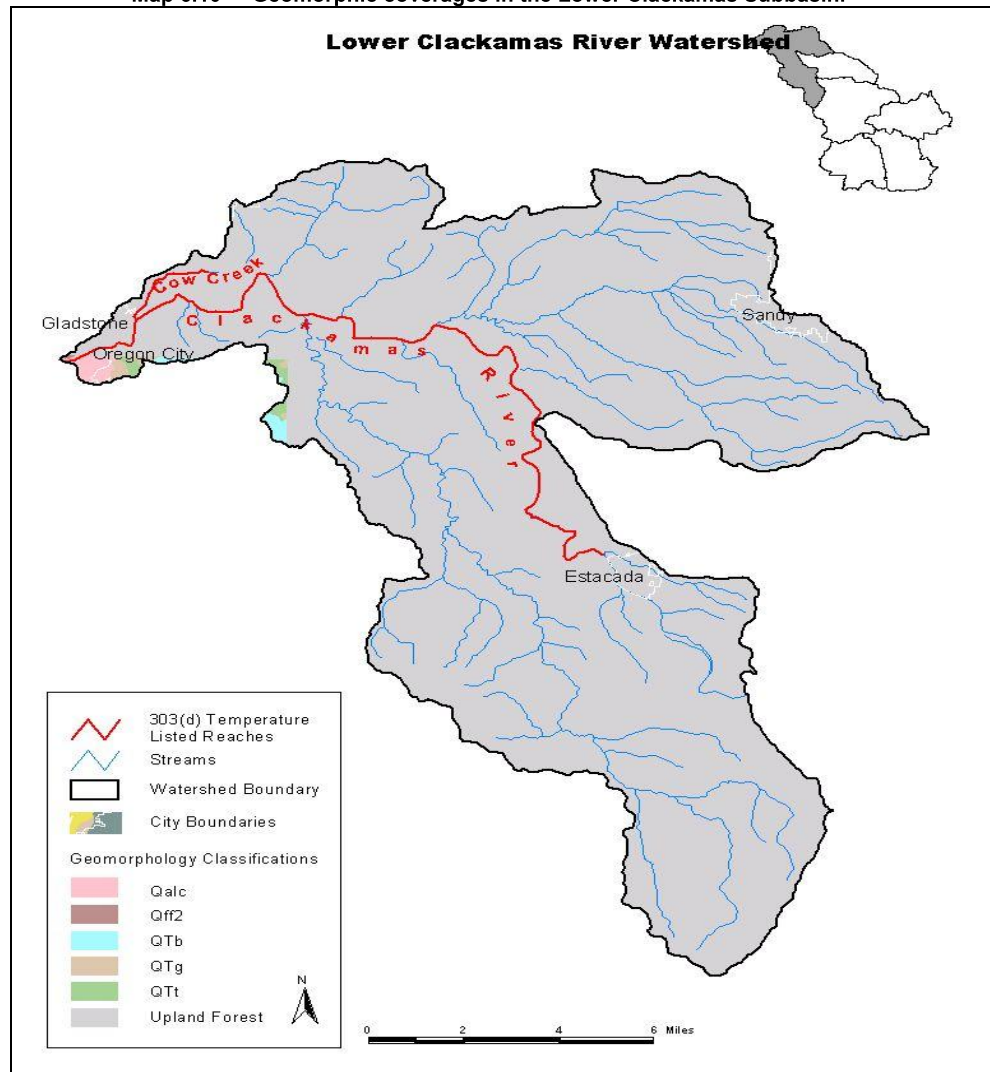 Map 3.16 Geomorphic coverages in the Lower Clackamas Subbasin.
Lower Clackamas River Watershed
Cow Creek
Gladstone
Clackamas River
Oregon City
Sandy
Estacada
303(d) Temperature
Listed Reaches
Streams
Watershed Boundary
City Boundaries
Geomorphology Classifications
Qalc
Qff2
QTb
QTg
QTt
Upland Forest
N
0 2 4 6 Miles